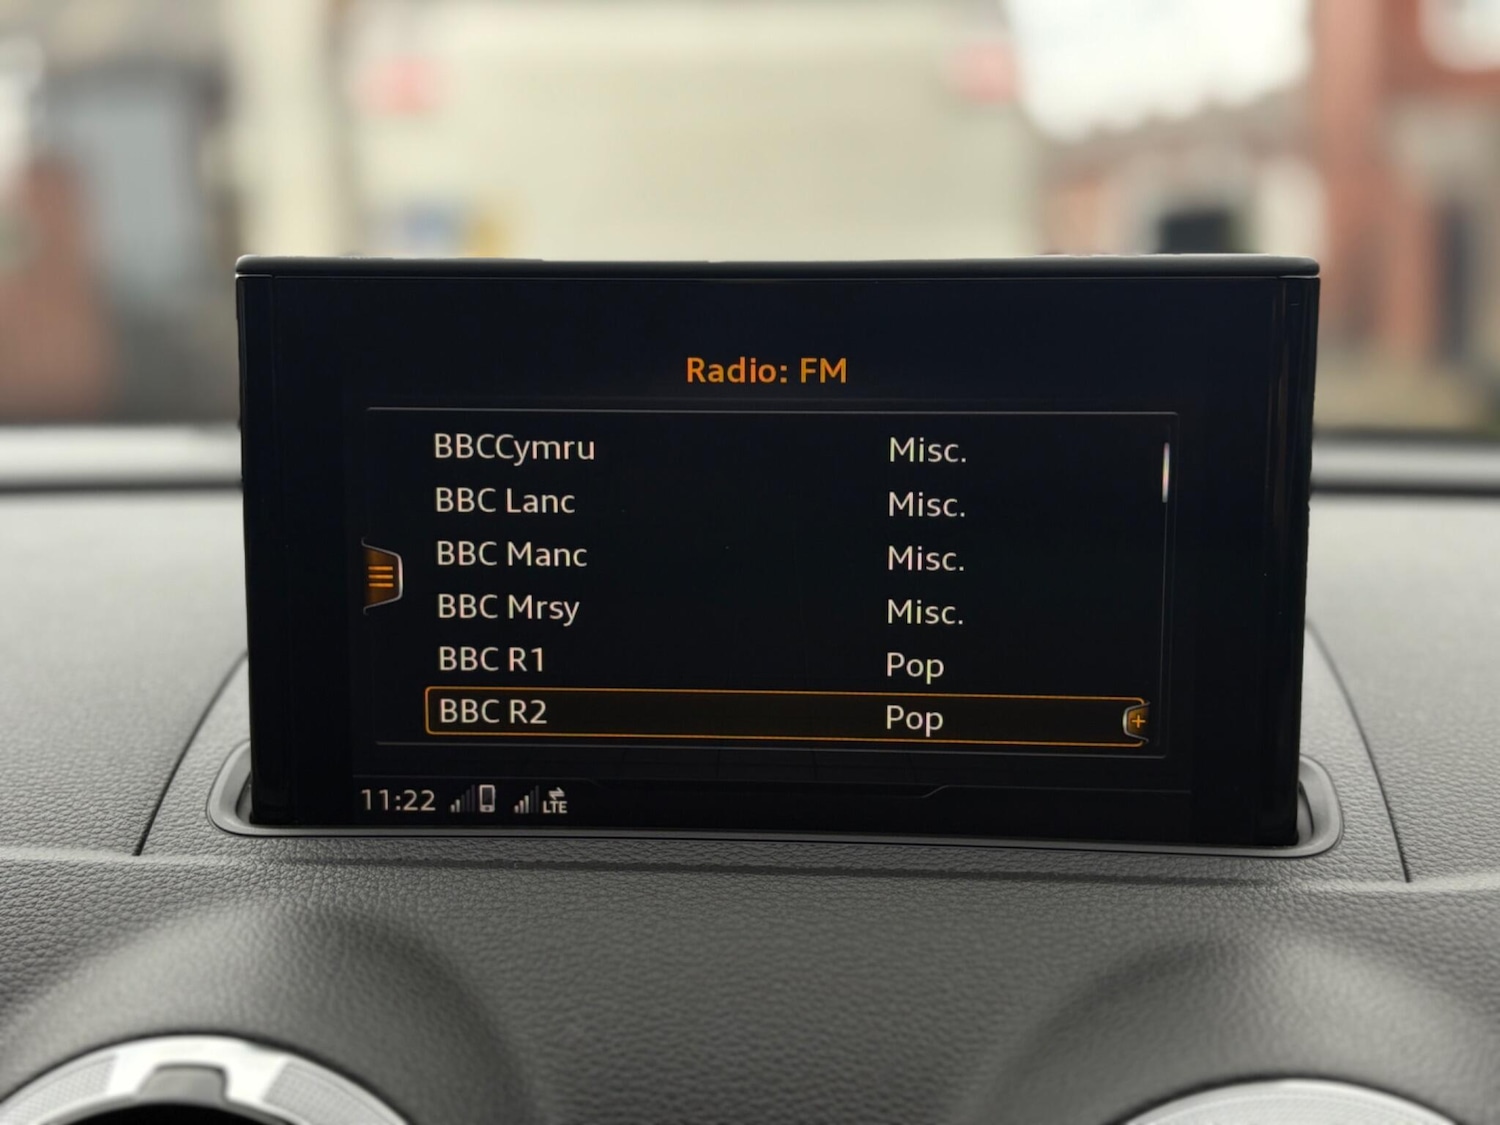 Radio: FM
BBCCymru Misc.
BBC Lanc Misc.
BBC Manc Misc.
BBC Mrsy Misc.
BBC R1 Pop
BBC R2 Pop
11:22 LTE